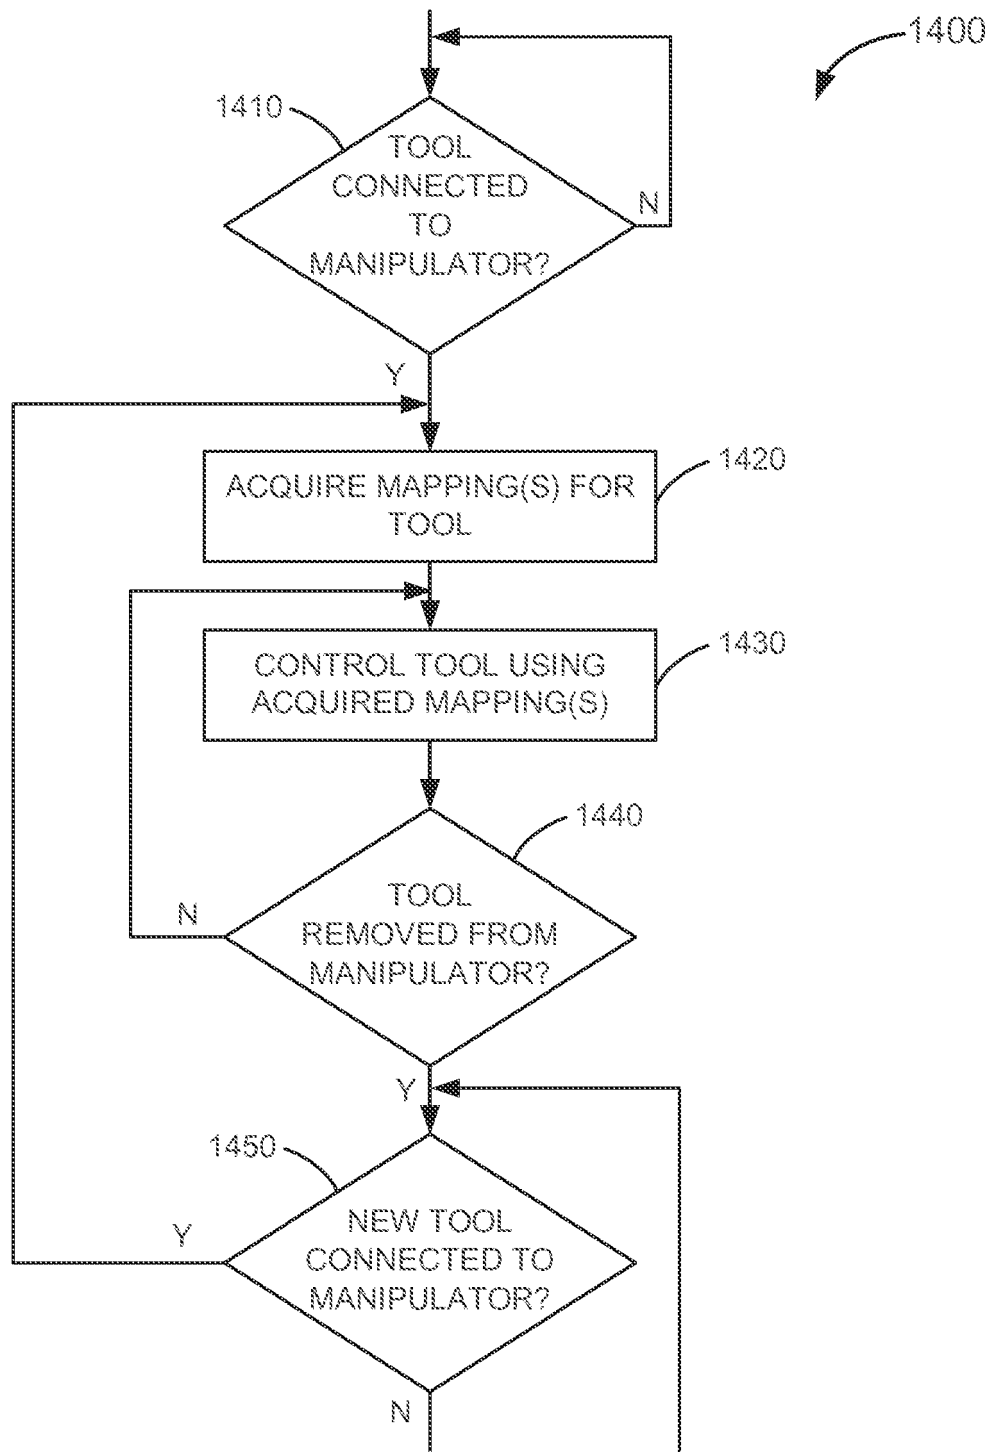 1400
1410
TOOL
CONNECTED
TO
MANIPULATOR?
N
Y
1420
ACQUIRE MAPPING(S) FOR
TOOL
1430
CONTROL TOOL USING
ACQUIRED MAPPING(S)
1440
TOOL
REMOVED FROM
MANIPULATOR?
N
Y
1450
NEW TOOL
CONNECTED TO
MANIPULATOR?
Y
N